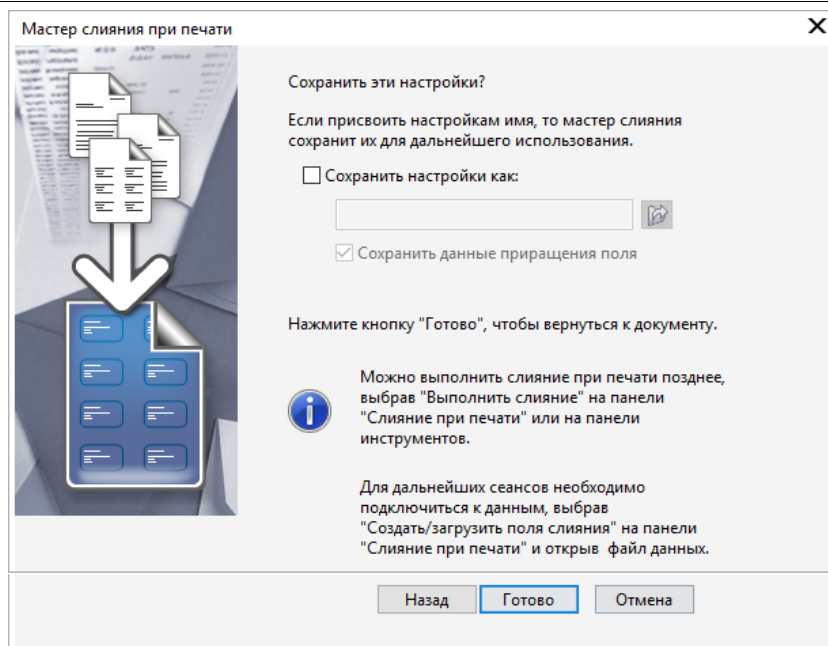 Мастер слияния при печати
Сохранить эти настройки?
Если присвоить настройкам имя, то мастер слияния
сохранит их для дальнейшего использования.
Сохранить настройки как:
Сохранить данные приращения поля
Нажмите кнопку "Готово", чтобы вернуться к документу.
Можно выполнить слияние при печати позднее,
выбрав "Выполнить слияние" на панели
"Слияние при печати" или на панели
инструментов.
Для дальнейших сеансов необходимо
подключиться к данным, выбрав
"Создать/загрузить поля слияния" на панели
"Слияние при печати" и открыв  файл данных.
Назад
Готово
Отмена